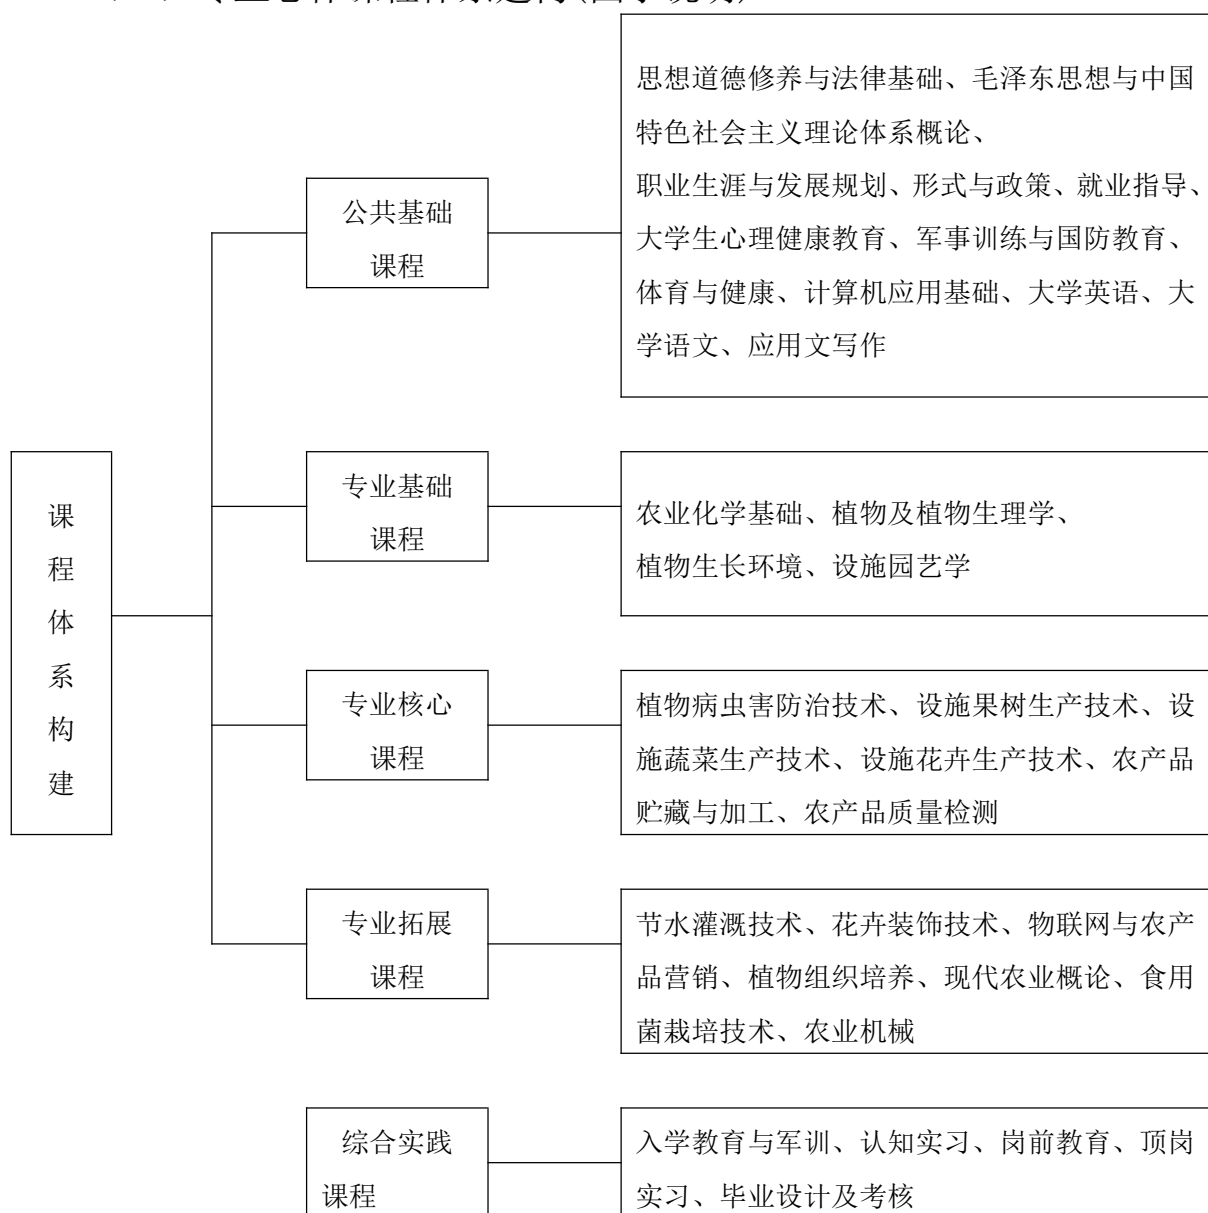 公共基础
课程
思想道德修养与法律基础、毛泽东思想与中国
特色社会主义理论体系概论、
职业生涯与发展规划、形式与政策、就业指导、
大学生心理健康教育、军事训练与国防教育、
体育与健康、计算机应用基础、大学英语、大
学语文、应用文写作
课
程
体
系
构
建
专业基础
课程
农业化学基础、植物及植物生理学、
植物生长环境、设施园艺学
专业核心
课程
植物病虫害防治技术、设施果树生产技术、设
施蔬菜生产技术、设施花卉生产技术、农产品
贮藏与加工、农产品质量检测
专业拓展
课程
节水灌溉技术、花卉装饰技术、物联网与农产
品营销、植物组织培养、现代农业概论、食用
菌栽培技术、农业机械
综合实践
课程
入学教育与军训、认知实习、岗前教育、顶岗
实习、毕业设计及考核